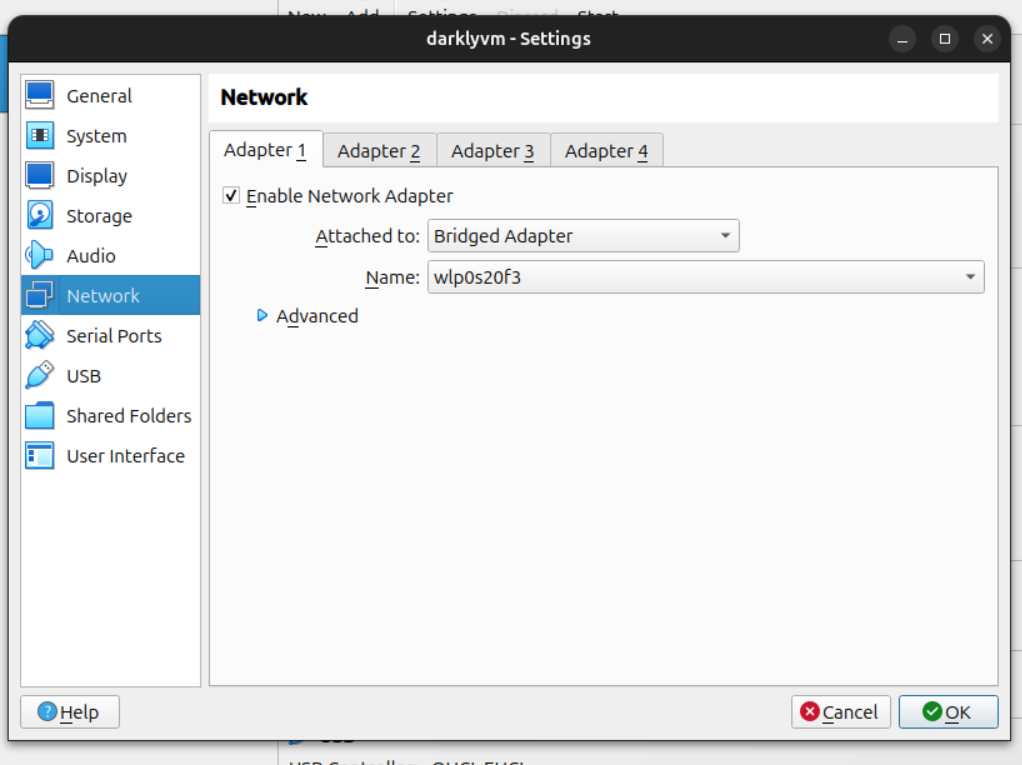 New Add Settings Discard Start
darklyvm - Settings
General
System
Display
Storage
Audio
Network
Serial Ports
USB
Shared Folders
User Interface
Network
Adapter 1 Adapter 2 Adapter 3 Adapter 4
Enable Network Adapter
Attached to: Bridged Adapter
Name: wlp0s20f3
Advanced
Help
Cancel OK
USB
USB Controller: OHCI, EHCI